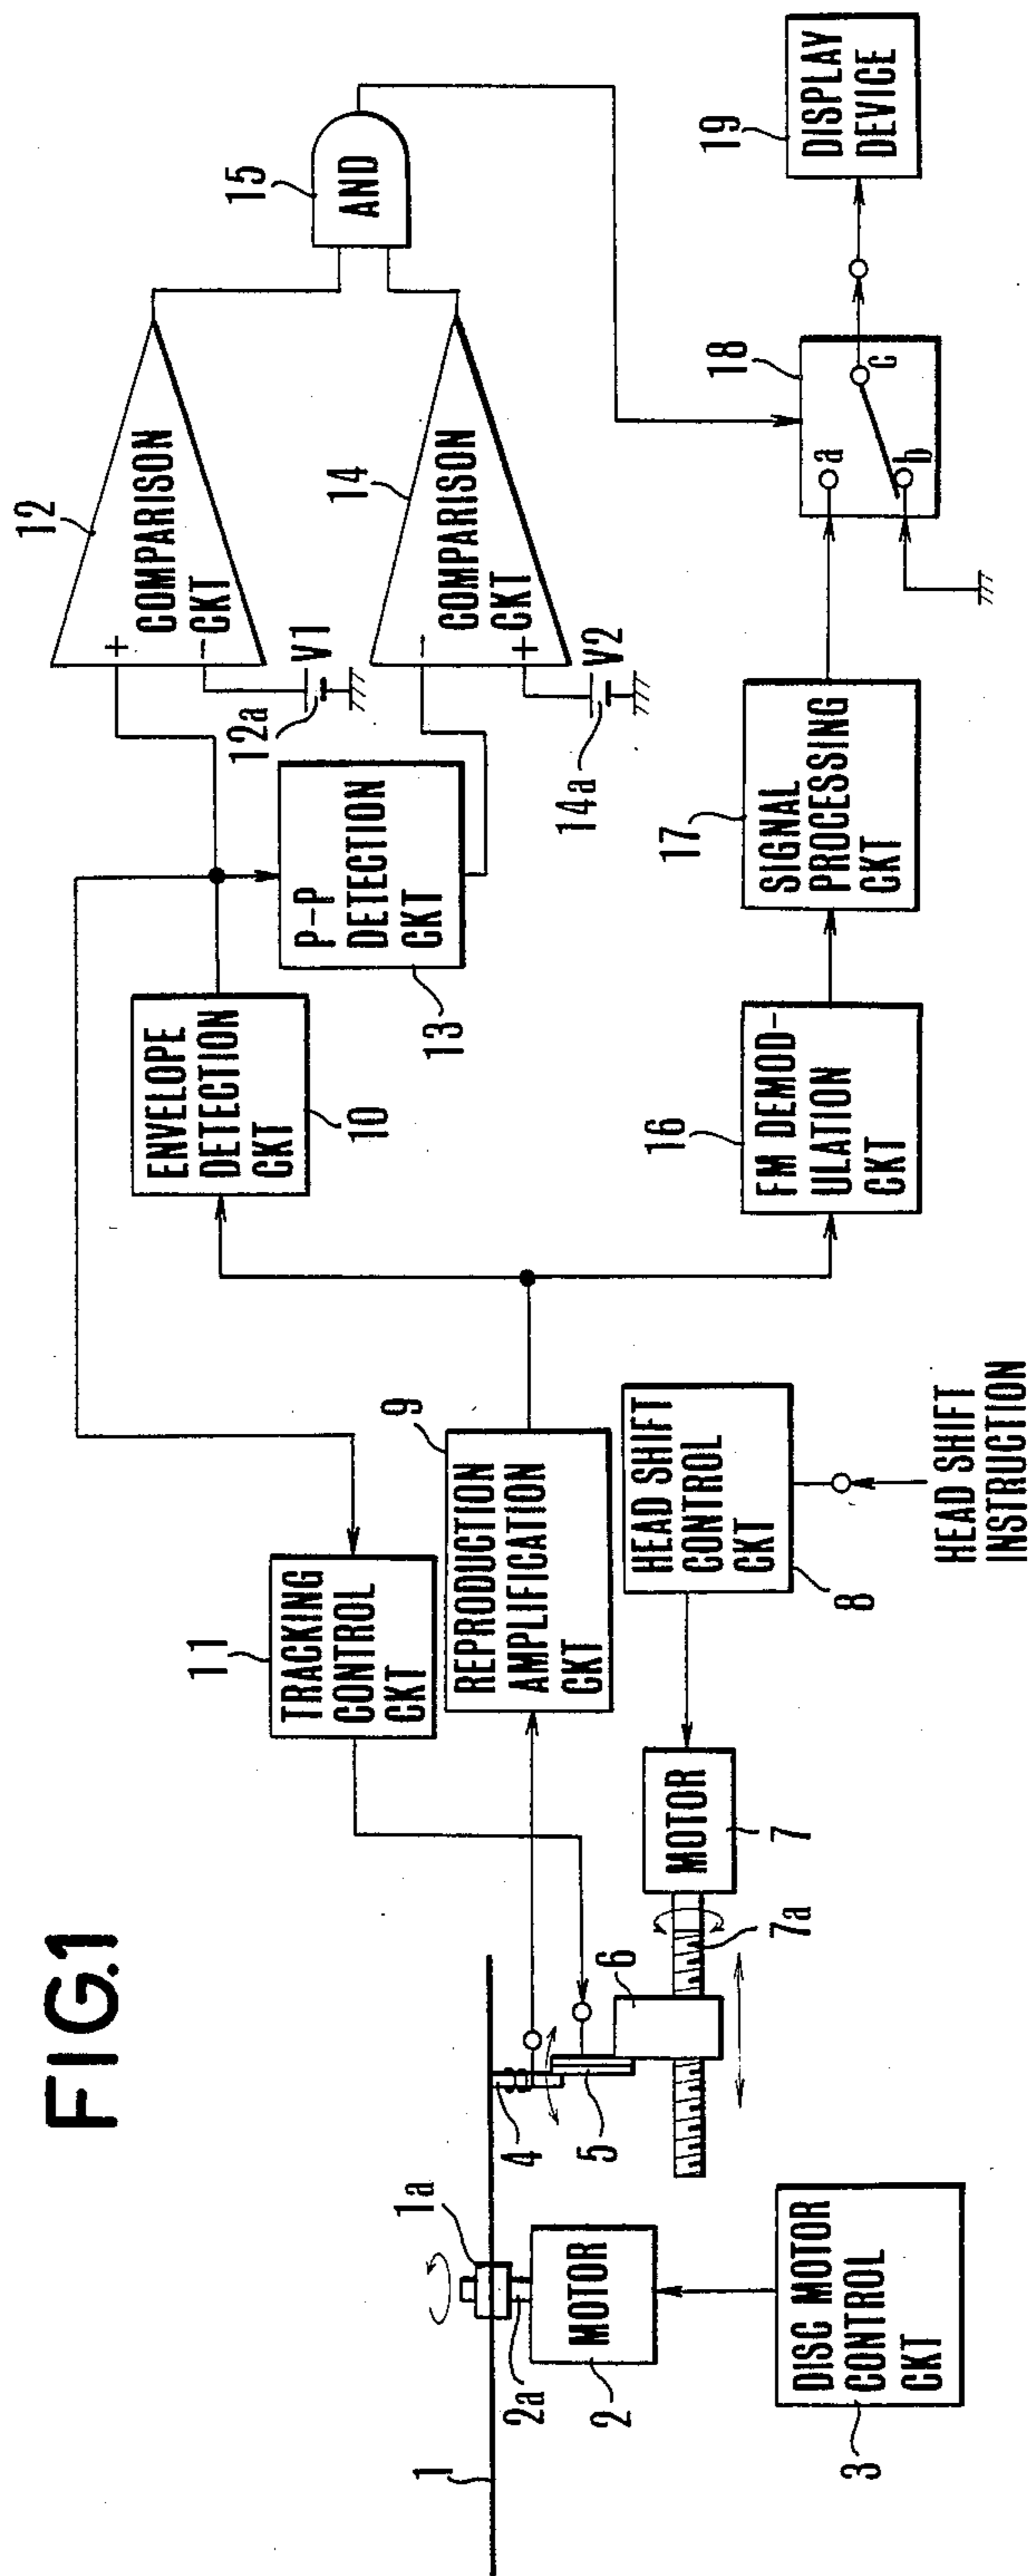 FIG.1
1
1a
2a
MOTOR
2
DISC MOTOR
CONTROL
CKT
3
4
5
6
7a
MOTOR
7
HEAD SHIFT
CONTROL
CKT
8
HEAD SHIFT
INSTRUCTION
9
REPRODUCTION
AMPLIFICATION
CKT
11
TRACKING
CONTROL
CKT
ENVELOPE
DETECTION
CKT
10
P-P
DETECTION
CKT
13
12
+
-
COMPARISON
CKT
12a
V1
14
-
+
COMPARISON
CKT
14a
V2
15
AND
16
FM DEMOD-
ULATION
CKT
17
SIGNAL
PROCESSING
CKT
18
a
b
c
19
DISPLAY
DEVICE